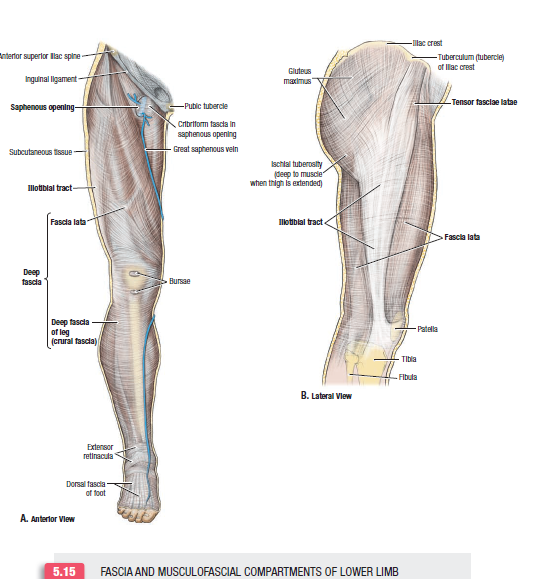 Anterior superior iliac spine
Inguinal ligament
Saphenous opening
Subcutaneous tissue
Iliotibial tract
Fascia lata
Deep
fascia
Deep fascia
of leg
(crural fascia)
Extensor
retinacula
Dorsal fascia
of foot
Pubic tubercle
Cribriform fascia in
saphenous opening
Great saphenous vein
Bursae
A. Anterior View
Iliac crest
Tuberculum (tubercle)
of iliac crest
Gluteus
maximus
Tensor fasciae latae
Ischial tuberosity
(deep to muscle
when thigh is extended)
Iliotibial tract
Fascia lata
Patella
Tibia
Fibula
B. Lateral View
5.15 FASCIA AND MUSCULOFASCIAL COMPARTMENTS OF LOWER LIMB